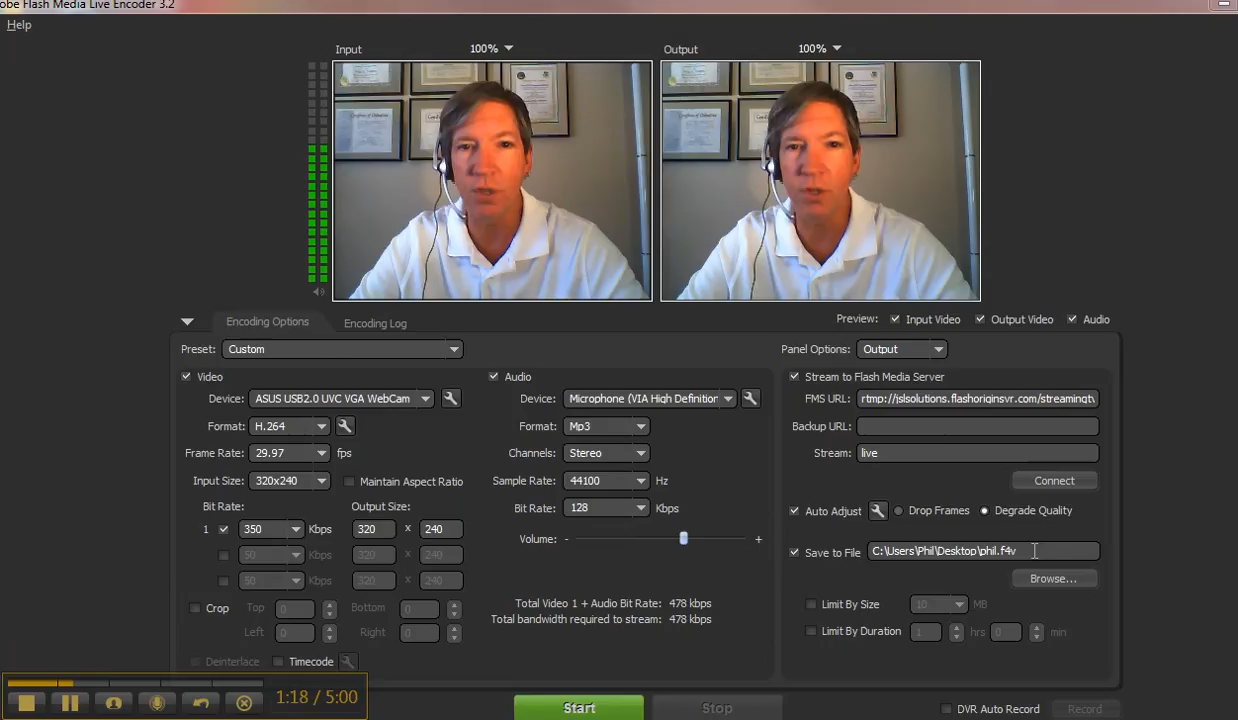 obe Flash Media Live Encoder 3.2
Help
Input 100% Output 100%
Encoding Options Encoding Log Preview: Input Video Output Video Audio
Preset: Custom Panel Options: Output
Video Audio Stream to Flash Media Server
Device: ASUS USB2.0 UVC VGA WebCam Device: Microphone (VIA High Definition FMS URL: rtmp://jslsolutions.flashoriginsvr.com/streamingtv
Format: H.264 Format: Mp3 Backup URL:
Frame Rate: 29.97 fps Channels: Stereo Stream: live
Input Size: 320x240 Maintain Aspect Ratio Sample Rate: 44100 Hz Connect
Bit Rate: Output Size: Bit Rate: 128 Kbps Auto Adjust Drop Frames Degrade Quality
1 350 Kbps 320 x 240 Volume: - +
50 Kbps 320 x 240 Save to File C:\Users\Phil\Desktop\phil.f4v
50 Kbps 320 x 240 Browse...
Crop Top 0 Bottom 0 Total Video 1 + Audio Bit Rate: 478 kbps Limit By Size 10 MB
Left 0 Right 0 Total bandwidth required to stream: 478 kbps Limit By Duration 1 hrs 0 min
Deinterlace Timecode
1:18 / 5:00
Start Stop DVR Auto Record Record